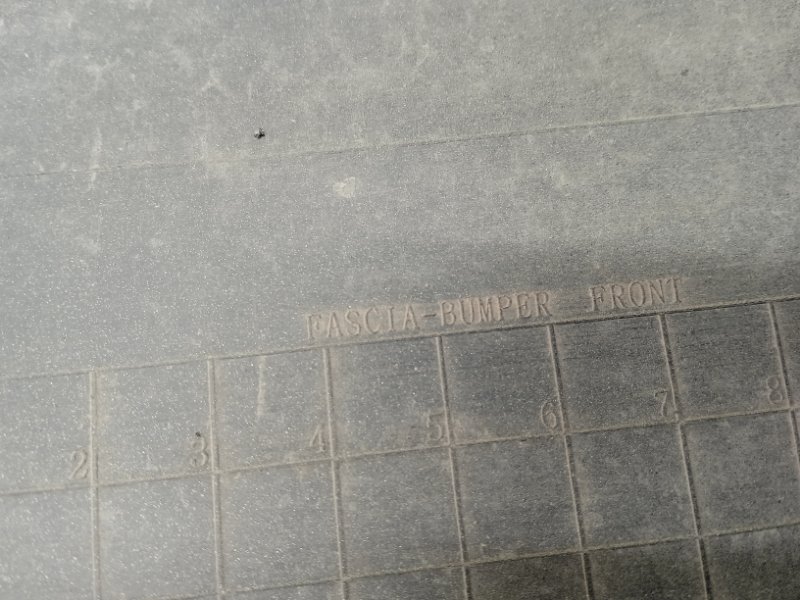 FASCIA-BUMPER FRONT
2 3 4 5 6 7 8